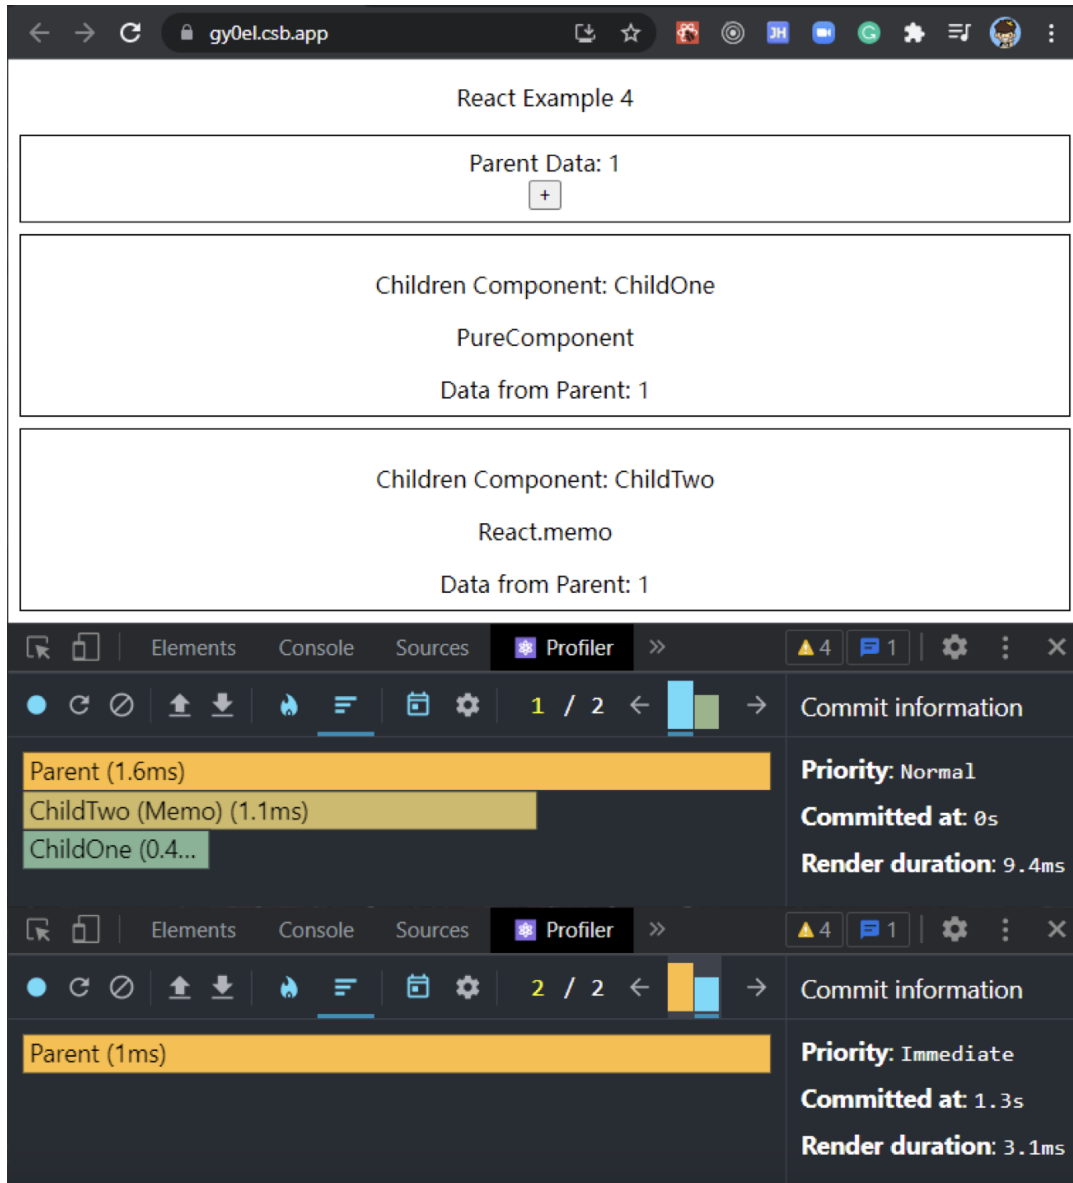 gy0el.csb.app
JH
G
React Example 4
Parent Data: 1
+
Children Component: ChildOne
PureComponent
Data from Parent: 1
Children Component: ChildTwo
React.memo
Data from Parent: 1
Elements Console Sources Profiler » 4 1
1 / 2 Commit information
Parent (1.6ms) Priority: Normal
ChildTwo (Memo) (1.1ms) Committed at: 0s
ChildOne (0.4... Render duration: 9.4ms
Elements Console Sources Profiler » 4 1
2 / 2 Commit information
Parent (1ms) Priority: Immediate
Committed at: 1.3s
Render duration: 3.1ms